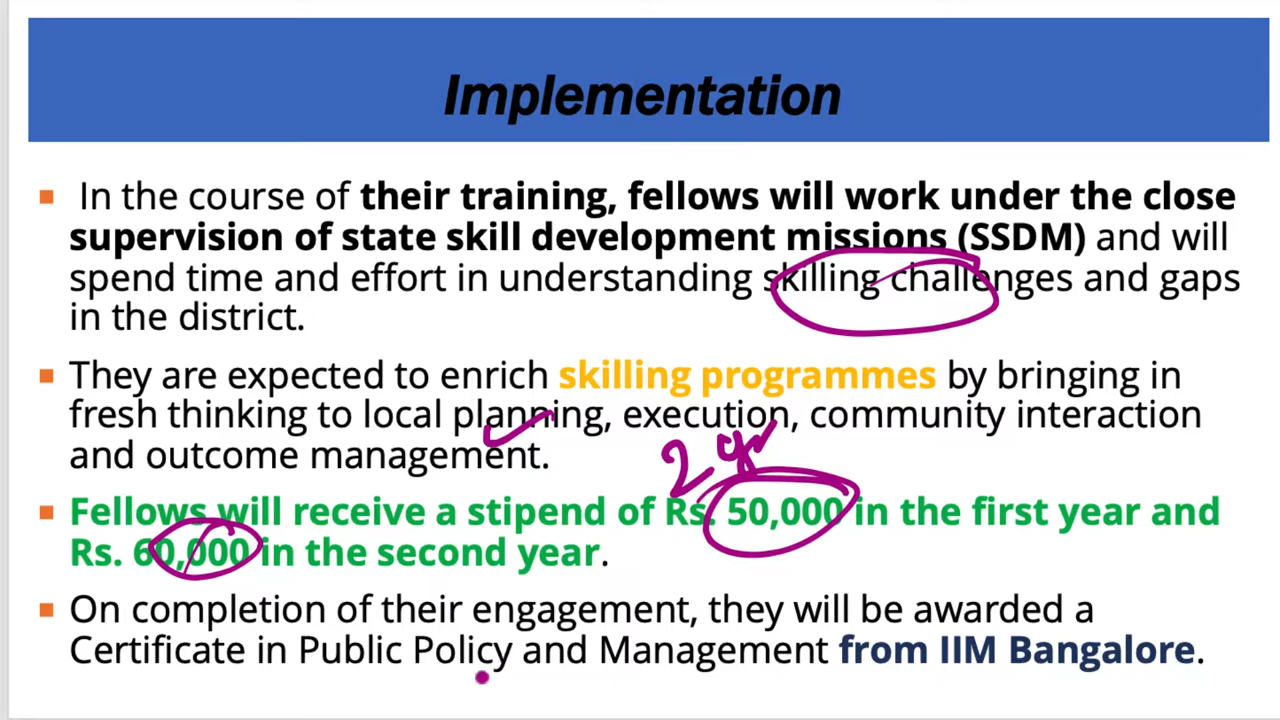 Implementation
▪ In the course of their training, fellows will work under the close
supervision of state skill development missions (SSDM) and will
spend time and effort in understanding skilling challenges and gaps
in the district.
▪ They are expected to enrich skilling programmes by bringing in
fresh thinking to local planning, execution, community interaction
and outcome management.
2 yr
▪ Fellows will receive a stipend of Rs. 50,000 in the first year and
Rs. 60,000 in the second year.
▪ On completion of their engagement, they will be awarded a
Certificate in Public Policy and Management from IIM Bangalore.